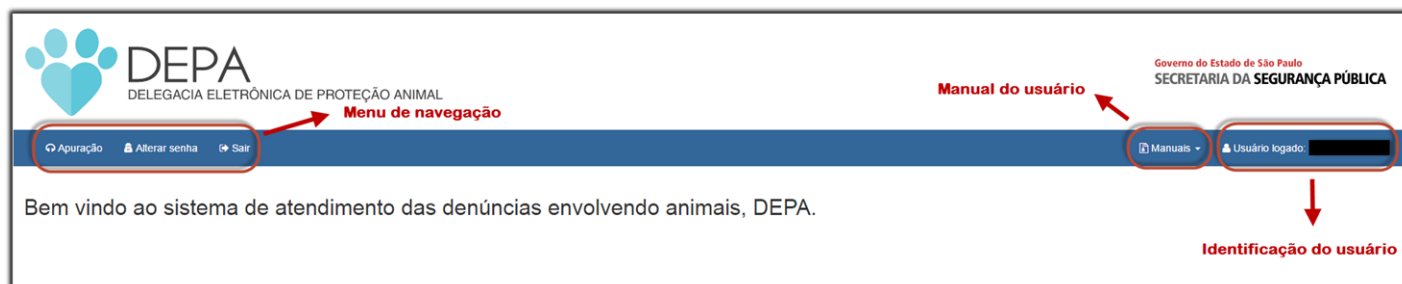 DEPA
DELEGACIA ELETRÔNICA DE PROTEÇÃO ANIMAL
Governo do Estado de São Paulo
SECRETARIA DA SEGURANÇA PÚBLICA
Manual do usuário
Menu de navegação
Apuração Alterar senha Sair Manuais Usuário logado:
Bem vindo ao sistema de atendimento das denúncias envolvendo animais, DEPA.
Identificação do usuário